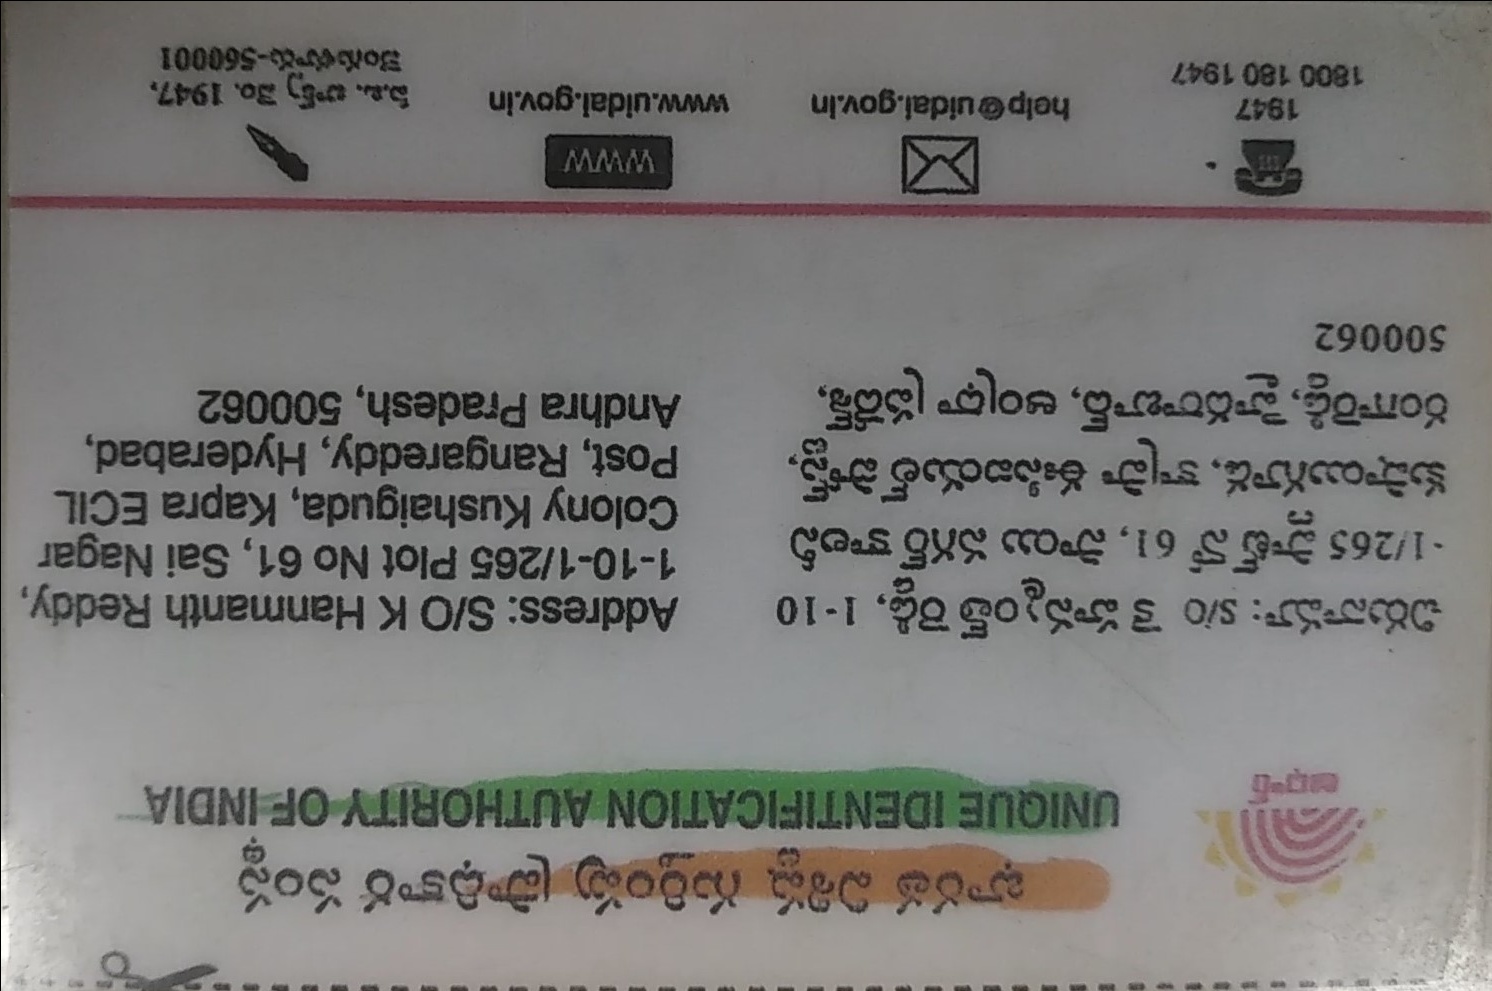 భారత విశిష్ట గుర్తింపు ప్రాధికార సంస్థ
UNIQUE IDENTIFICATION AUTHORITY OF INDIA
ఆధార్
చిరునామా: S/O కె హన్మంత్ రెడ్డి, 1-10
-1/265 ప్లాట్ నో 61, సాయి నగర్ కాలనీ
కుషాయిగూడ, కాప్రా ఈసిఐయల్ పోస్ట్,
రంగారెడ్డి, హైదరాబాద్, ఆంధ్రా ప్రదేశ్,
500062
Address: S/O K Hanmanth Reddy,
1-10-1/265 Plot No 61, Sai Nagar
Colony Kushaiguda, Kapra ECIL
Post, Rangareddy, Hyderabad,
Andhra Pradesh, 500062
1947
1800 180 1947
help@uidai.gov.in
WWW
www.uidai.gov.in
పి.ఒ. బాక్స్ నెం. 1947,
బెంగుళూరు-560001